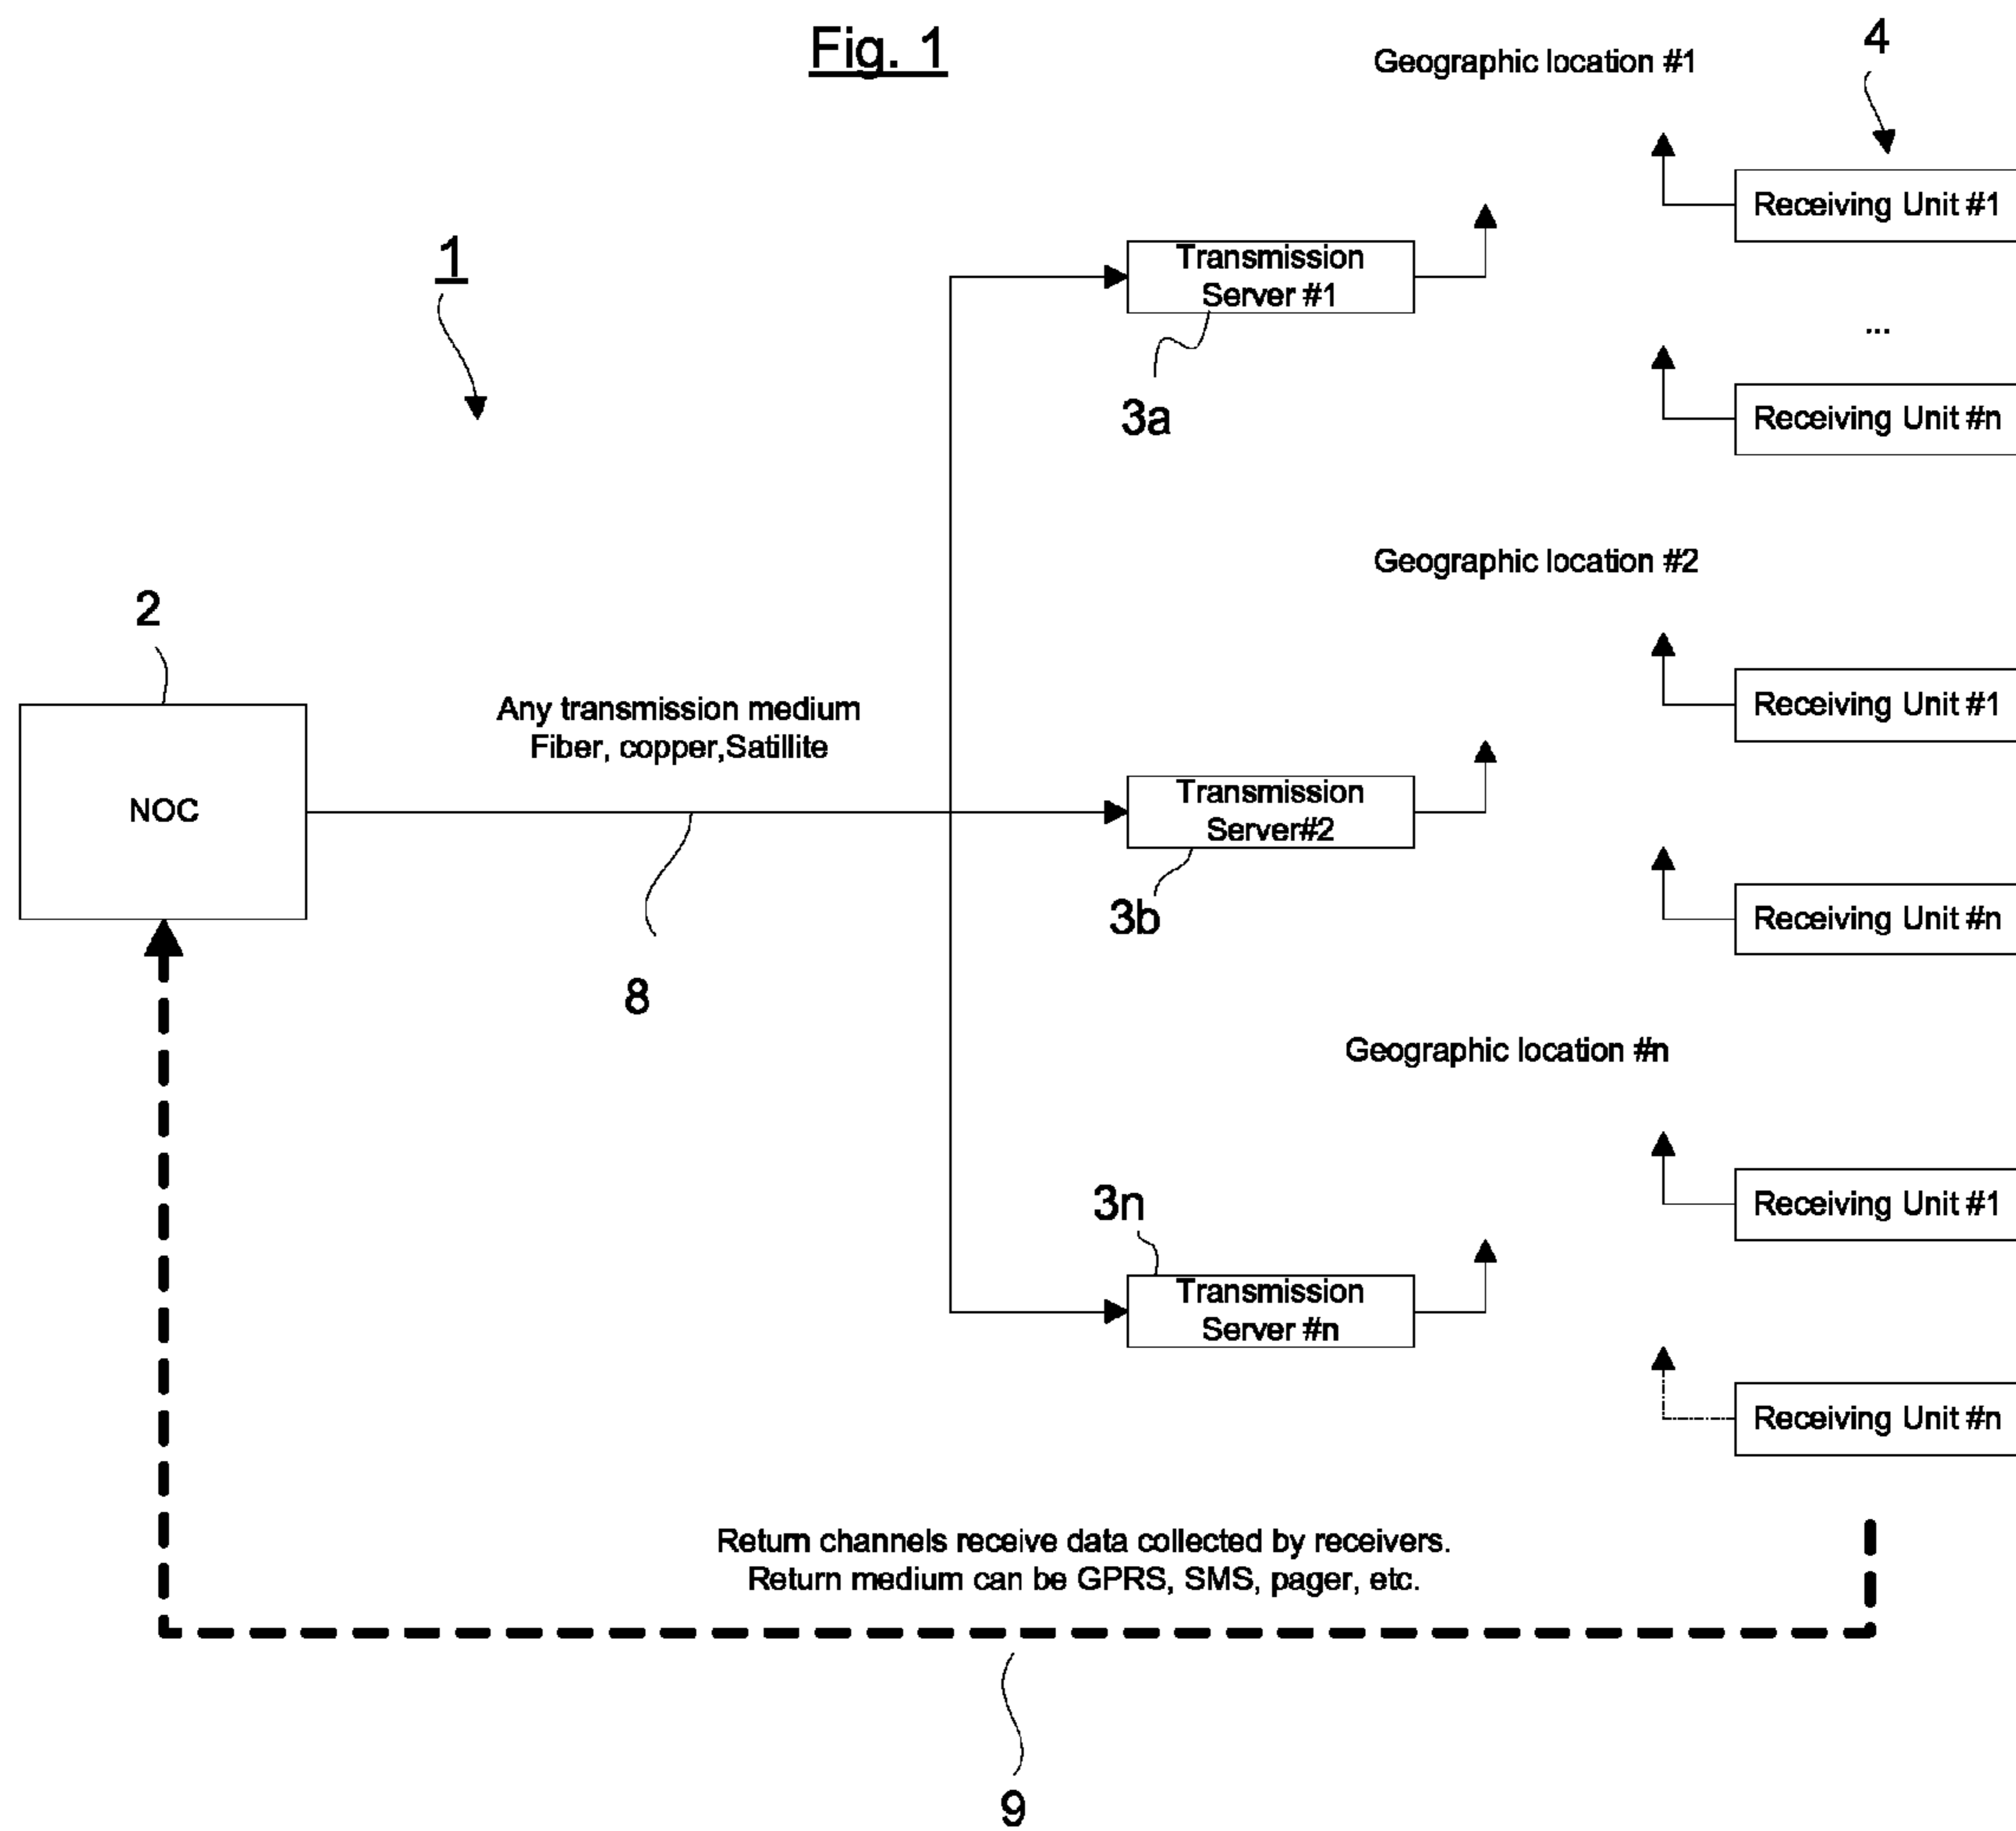 Fig. 1
Geographic location #1
4
Receiving Unit #1
1
Transmission
Server #1
...
3a
Receiving Unit #n
Geographic location #2
2
Receiving Unit #1
Any transmission medium
Fiber, copper,Satillite
NOC
Transmission
Server#2
3b
Receiving Unit #n
8
Geographic location #n
3n
Receiving Unit #1
Transmission
Server #n
Receiving Unit #n
Return channels receive data collected by receivers.
Return medium can be GPRS, SMS, pager, etc.
9